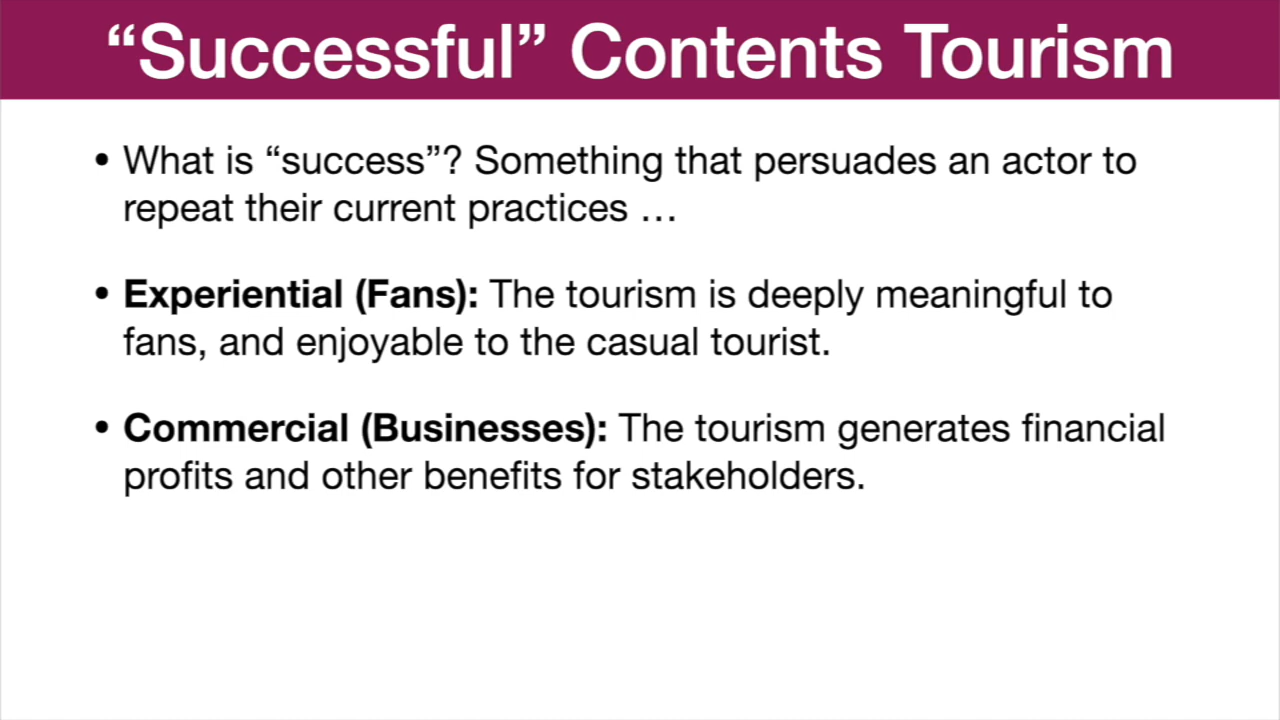 “Successful” Contents Tourism
• What is “success”? Something that persuades an actor to
repeat their current practices …
• Experiential (Fans): The tourism is deeply meaningful to
fans, and enjoyable to the casual tourist.
• Commercial (Businesses): The tourism generates financial
profits and other benefits for stakeholders.